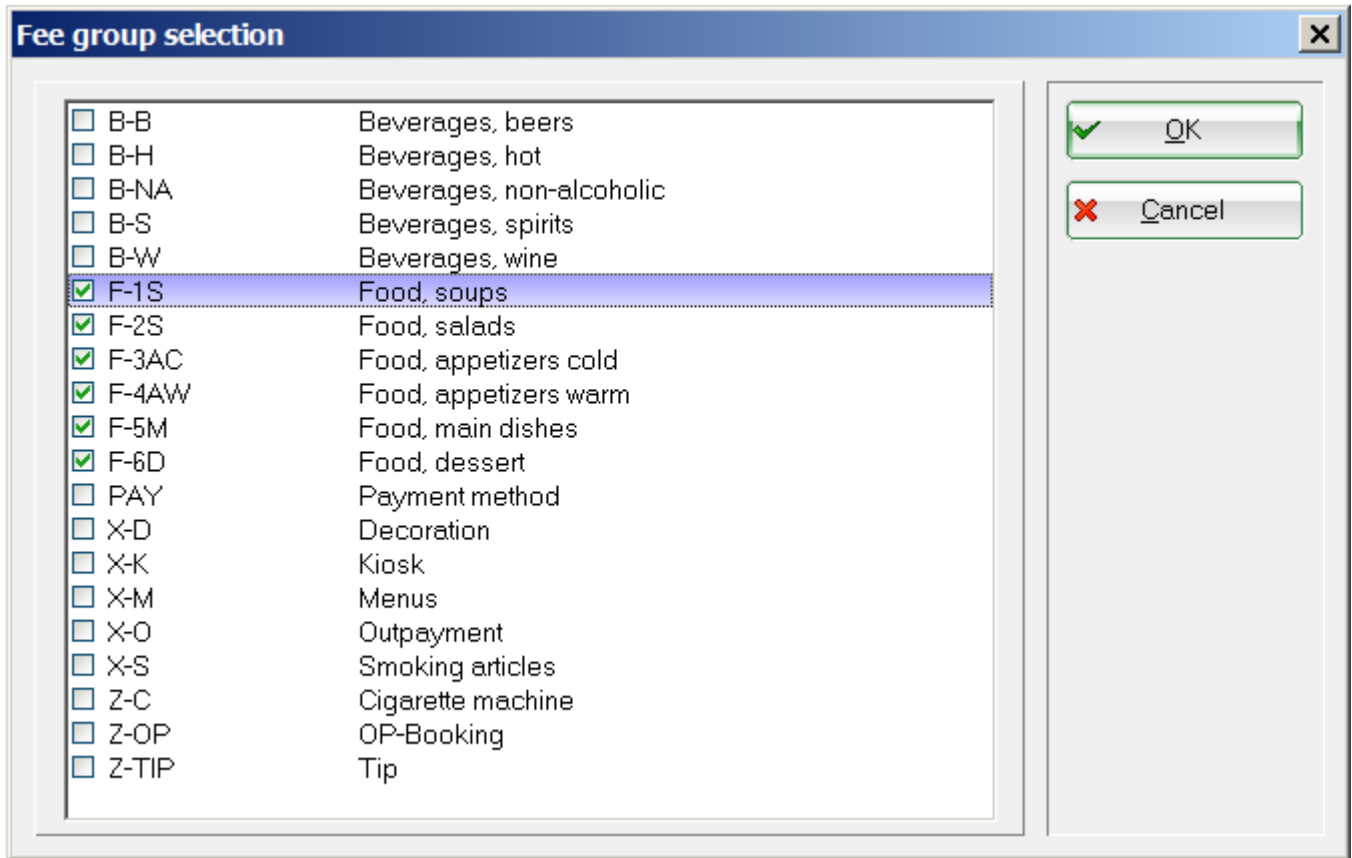 Fee group selection
B-B Beverages, beers
B-H Beverages, hot
B-NA Beverages, non-alcoholic
B-S Beverages, spirits
B-W Beverages, wine
F-1S Food, soups
F-2S Food, salads
F-3AC Food, appetizers cold
F-4AW Food, appetizers warm
F-5M Food, main dishes
F-6D Food, dessert
PAY Payment method
X-D Decoration
X-K Kiosk
X-M Menus
X-O Outpayment
X-S Smoking articles
Z-C Cigarette machine
Z-OP OP-Booking
Z-TIP Tip
OK
Cancel